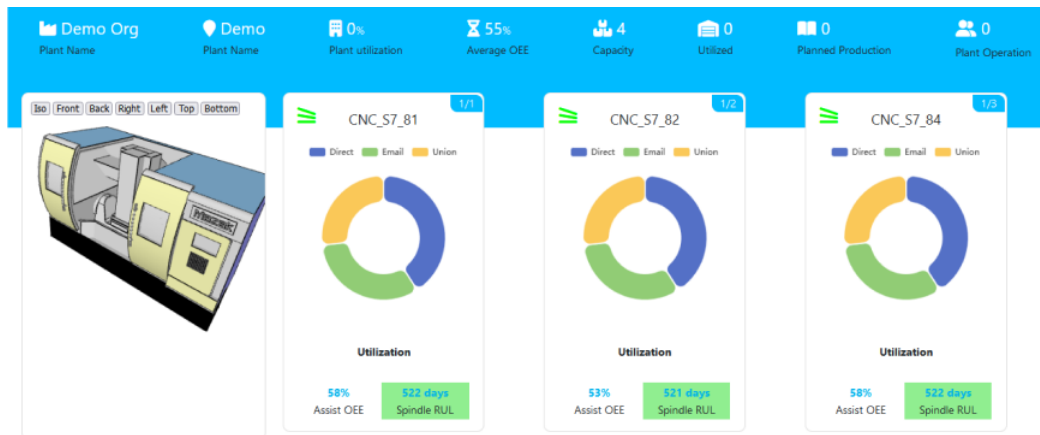 Demo Org
Plant Name
Demo
Plant Name
0%
Plant utilization
55%
Average OEE
4
Capacity
0
Utilized
0
Planned Production
0
Plant Operation
Iso Front Back Right Left Top Bottom
Mazak
1/1
CNC_S7_81
Direct Email Union
Utilization
58%
Assist OEE
522 days
Spindle RUL
1/2
CNC_S7_82
Direct Email Union
Utilization
53%
Assist OEE
521 days
Spindle RUL
1/3
CNC_S7_84
Direct Email Union
Utilization
58%
Assist OEE
522 days
Spindle RUL